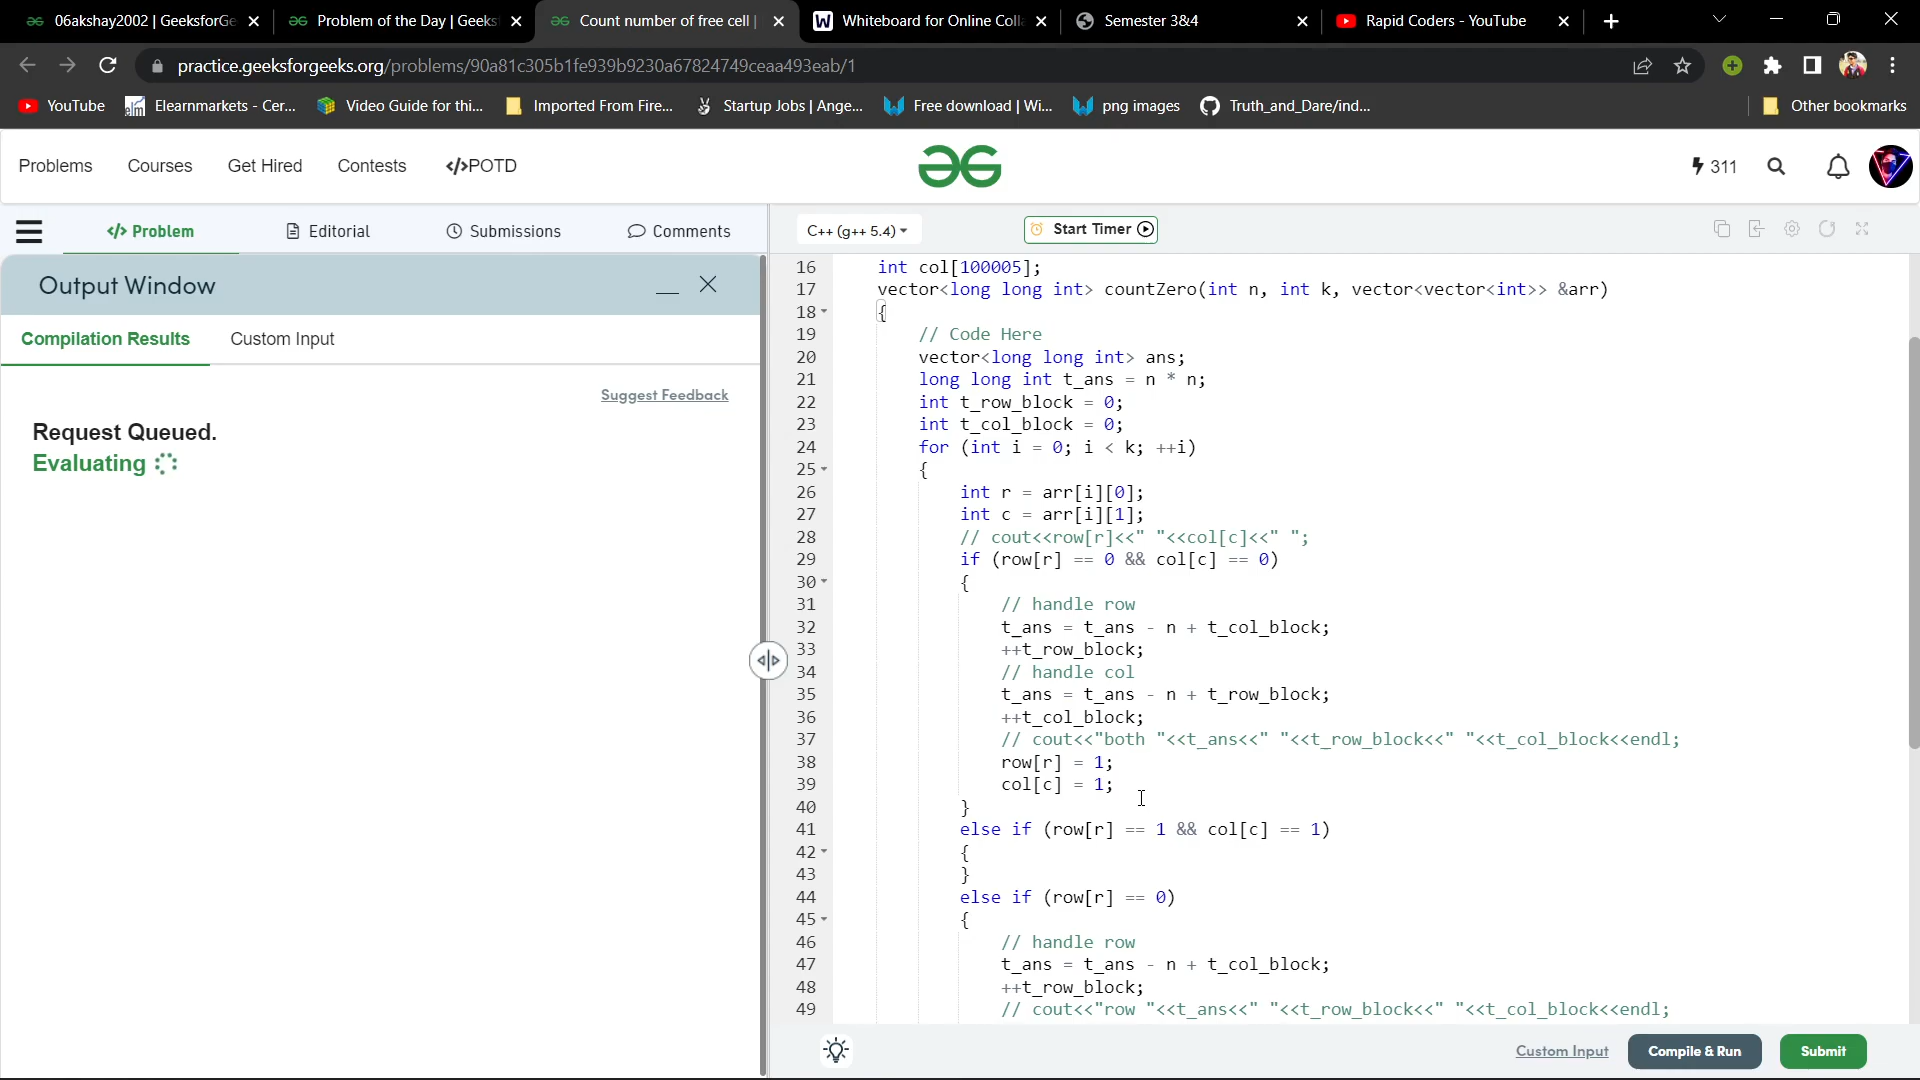 06akshay2002 | GeeksforGe
Problem of the Day | Geeks
Count number of free cell |
Whiteboard for Online Colla
Semester 3&4
Rapid Coders - YouTube
practice.geeksforgeeks.org/problems/90a81c305b1fe939b9230a67824749ceaa493eab/1
YouTube
Elearnmarkets - Cer...
Video Guide for thi...
Imported From Fire...
Startup Jobs | Ange...
Free download | Wi...
png images
Truth_and_Dare/ind...
Other bookmarks
Problems
Courses
Get Hired
Contests
</>POTD
311
</> Problem
Editorial
Submissions
Comments
C++ (g++ 5.4)
Start Timer
Output Window
Compilation Results
Custom Input
Suggest Feedback
Request Queued.
Evaluating
16 int col[100005];
17 vector<long long int> countZero(int n, int k, vector<vector<int>> &arr)
18 {
19 // Code Here
20 vector<long long int> ans;
21 long long int t_ans = n * n;
22 int t_row_block = 0;
23 int t_col_block = 0;
24 for (int i = 0; i < k; ++i)
25 {
26 int r = arr[i][0];
27 int c = arr[i][1];
28 // cout<<row[r]<<" "<<col[c]<<" ";
29 if (row[r] == 0 && col[c] == 0)
30 {
31 // handle row
32 t_ans = t_ans - n + t_col_block;
33 ++t_row_block;
34 // handle col
35 t_ans = t_ans - n + t_row_block;
36 ++t_col_block;
37 // cout<<"both "<<t_ans<<" "<<t_row_block<<" "<<t_col_block<<endl;
38 row[r] = 1;
39 col[c] = 1;
40 }
41 else if (row[r] == 1 && col[c] == 1)
42 {
43 }
44 else if (row[r] == 0)
45 {
46 // handle row
47 t_ans = t_ans - n + t_col_block;
48 ++t_row_block;
49 // cout<<"row "<<t_ans<<" "<<t_row_block<<" "<<t_col_block<<endl;
Custom Input
Compile & Run
Submit